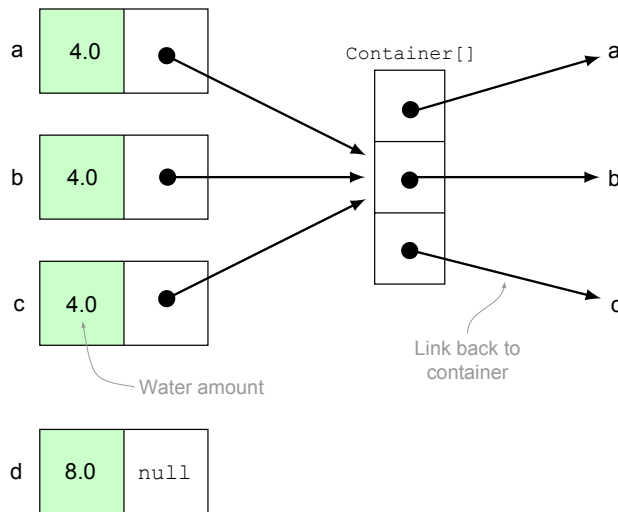 a 4.0
Container[]
a
b 4.0
b
c 4.0
Water amount
Link back to
container
d 8.0 null